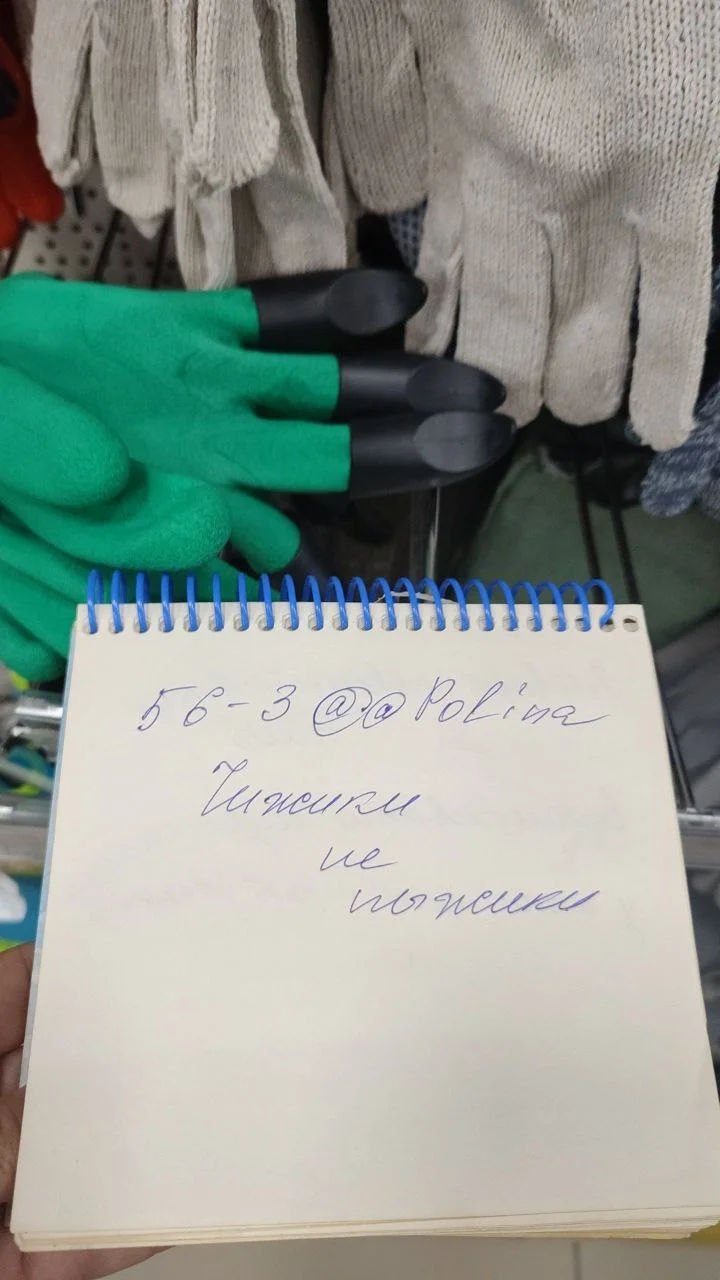 56-3 @@Polina
Чижики
не
пыжики